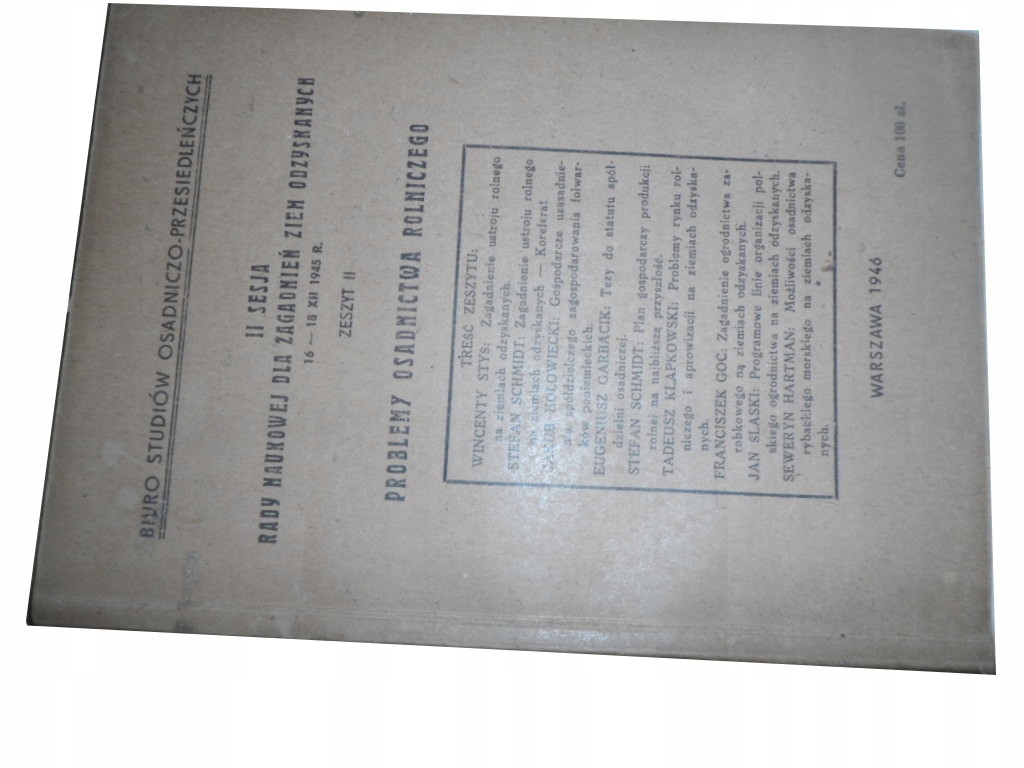 BIURO STUDIÓW OSADNICZO-PRZESIEDLEŃCZYCH
II SESJA
RADY NAUKOWEJ DLA ZAGADNIEŃ ZIEM ODZYSKANYCH
16 — 18 XII 1945 R.
ZESZYT II
PROBLEMY OSADNICTWA ROLNICZEGO
TREŚĆ ZESZYTU:
WINCENTY STYŚ: Zagadnienie ustroju rolnego
na ziemiach odzyskanych.
STEFAN SCHMIDT: Zagadnienie ustroju rolnego
na ziemiach odzyskanych — Koreferat
JAKUB HOŁOWIECKI: Gospodarcze uzasadnie-
spółdzielczego zagospodarowania folwar-
ków poniemieckich.
EUGENIUSZ GARBACIK: Tezy do statutu spół-
dzielni osadniczej.
STEFAN SCHMIDT: Plan gospodarczy produkcji
rolnej na najbliższą przyszłość.
TADEUSZ KŁAPKOWSKI: Problemy rynku rol-
niczego i aprowizacji na ziemiach odzyska-
nych.
FRANCISZEK GOC: Zagadnienie ogrodnictwa za-
robkowego na ziemiach odzyskanych.
JAN ŚLASKI: Programowe linie organizacji pol-
skiego ogrodnictwa na ziemiach odzyskanych.
SEWERYN HARTMAN: Możliwości osadnictwa
rybackiego morskiego na ziemiach odzyska-
nych.
WARSZAWA 1946
Cena 100 zł.